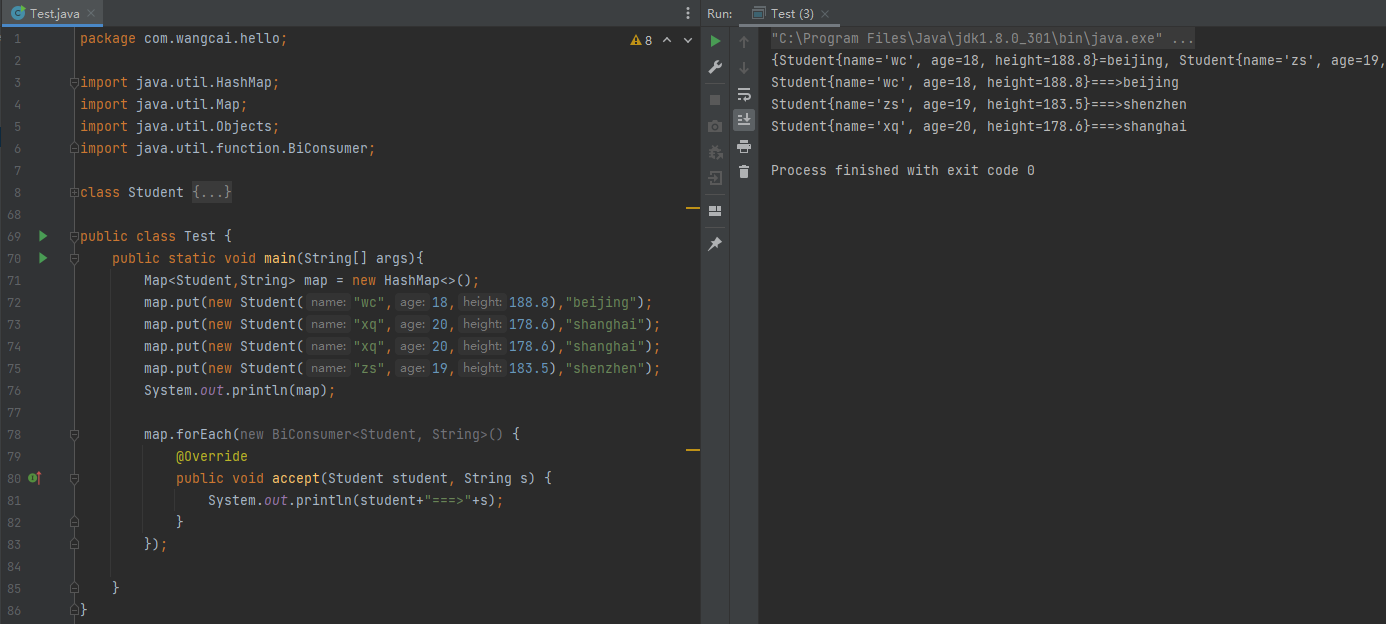 Test.java
package com.wangcai.hello;
8
import java.util.HashMap;
import java.util.Map;
import java.util.Objects;
import java.util.function.BiConsumer;
class Student {...}
public class Test {
public static void main(String[] args){
Map<Student,String> map = new HashMap<>();
map.put(new Student( name: "wc", age: 18, height: 188.8),"beijing");
map.put(new Student( name: "xq", age: 20, height: 178.6),"shanghai");
map.put(new Student( name: "xq", age: 20, height: 178.6),"shanghai");
map.put(new Student( name: "zs", age: 19, height: 183.5),"shenzhen");
System.out.println(map);
map.forEach(new BiConsumer<Student, String>() {
@Override
public void accept(Student student, String s) {
System.out.println(student+"===>"+s);
}
});
}
}
1
2
3
4
5
6
7
8
68
69
70
71
72
73
74
75
76
77
78
79
80
81
82
83
84
85
86
Run: Test (3)
"C:\Program Files\Java\jdk1.8.0_301\bin\java.exe" ...
{Student{name='wc', age=18, height=188.8}=beijing, Student{name='zs', age=19,
Student{name='wc', age=18, height=188.8}===>beijing
Student{name='zs', age=19, height=183.5}===>shenzhen
Student{name='xq', age=20, height=178.6}===>shanghai
Process finished with exit code 0